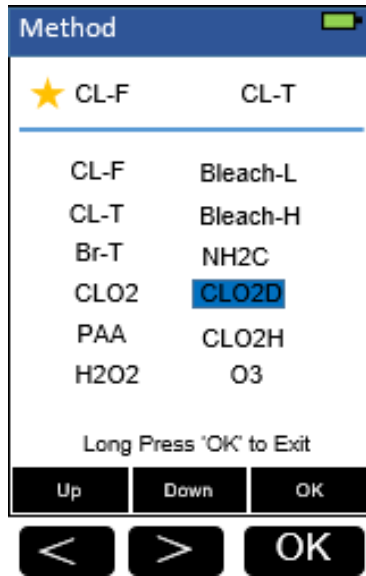 Method
CL-F CL-T
CL-F Bleach-L
CL-T Bleach-H
Br-T NH2C
CLO2 CLO2D
PAA CLO2H
H2O2 O3
Long Press 'OK' to Exit
Up Down OK
< > OK